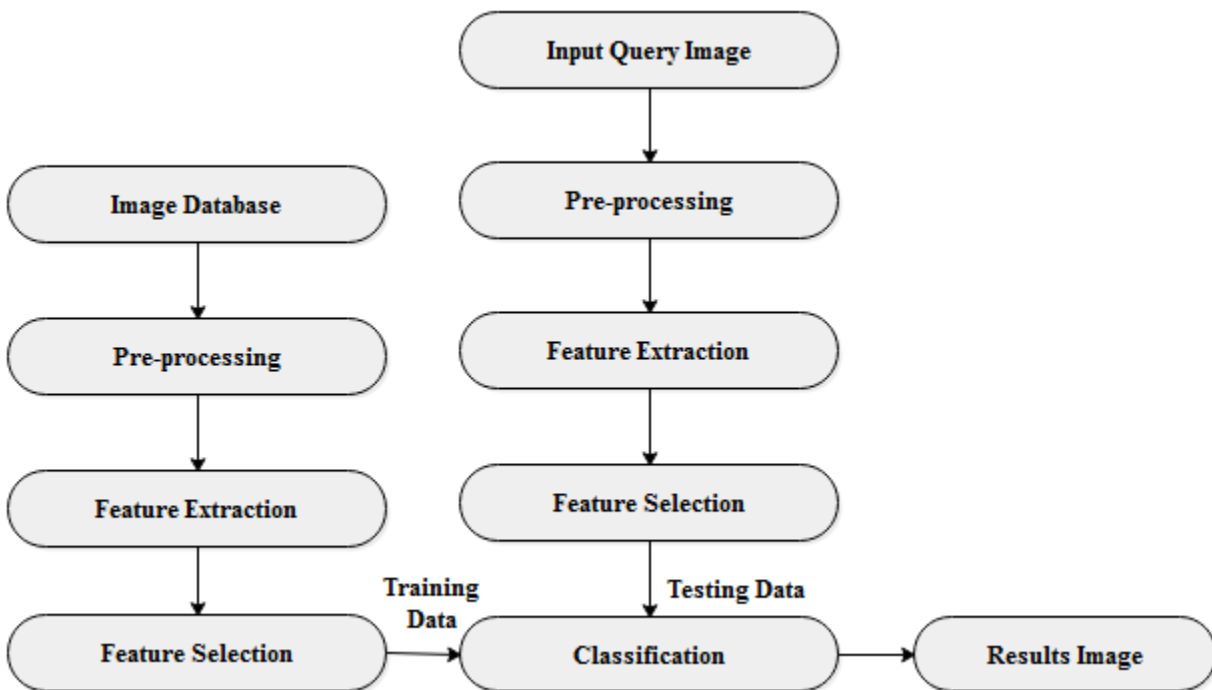 Input Query Image
Image Database
Pre-processing
Pre-processing
Feature Extraction
Feature Extraction
Feature Selection
Training
Data
Testing Data
Feature Selection
Classification
Results Image